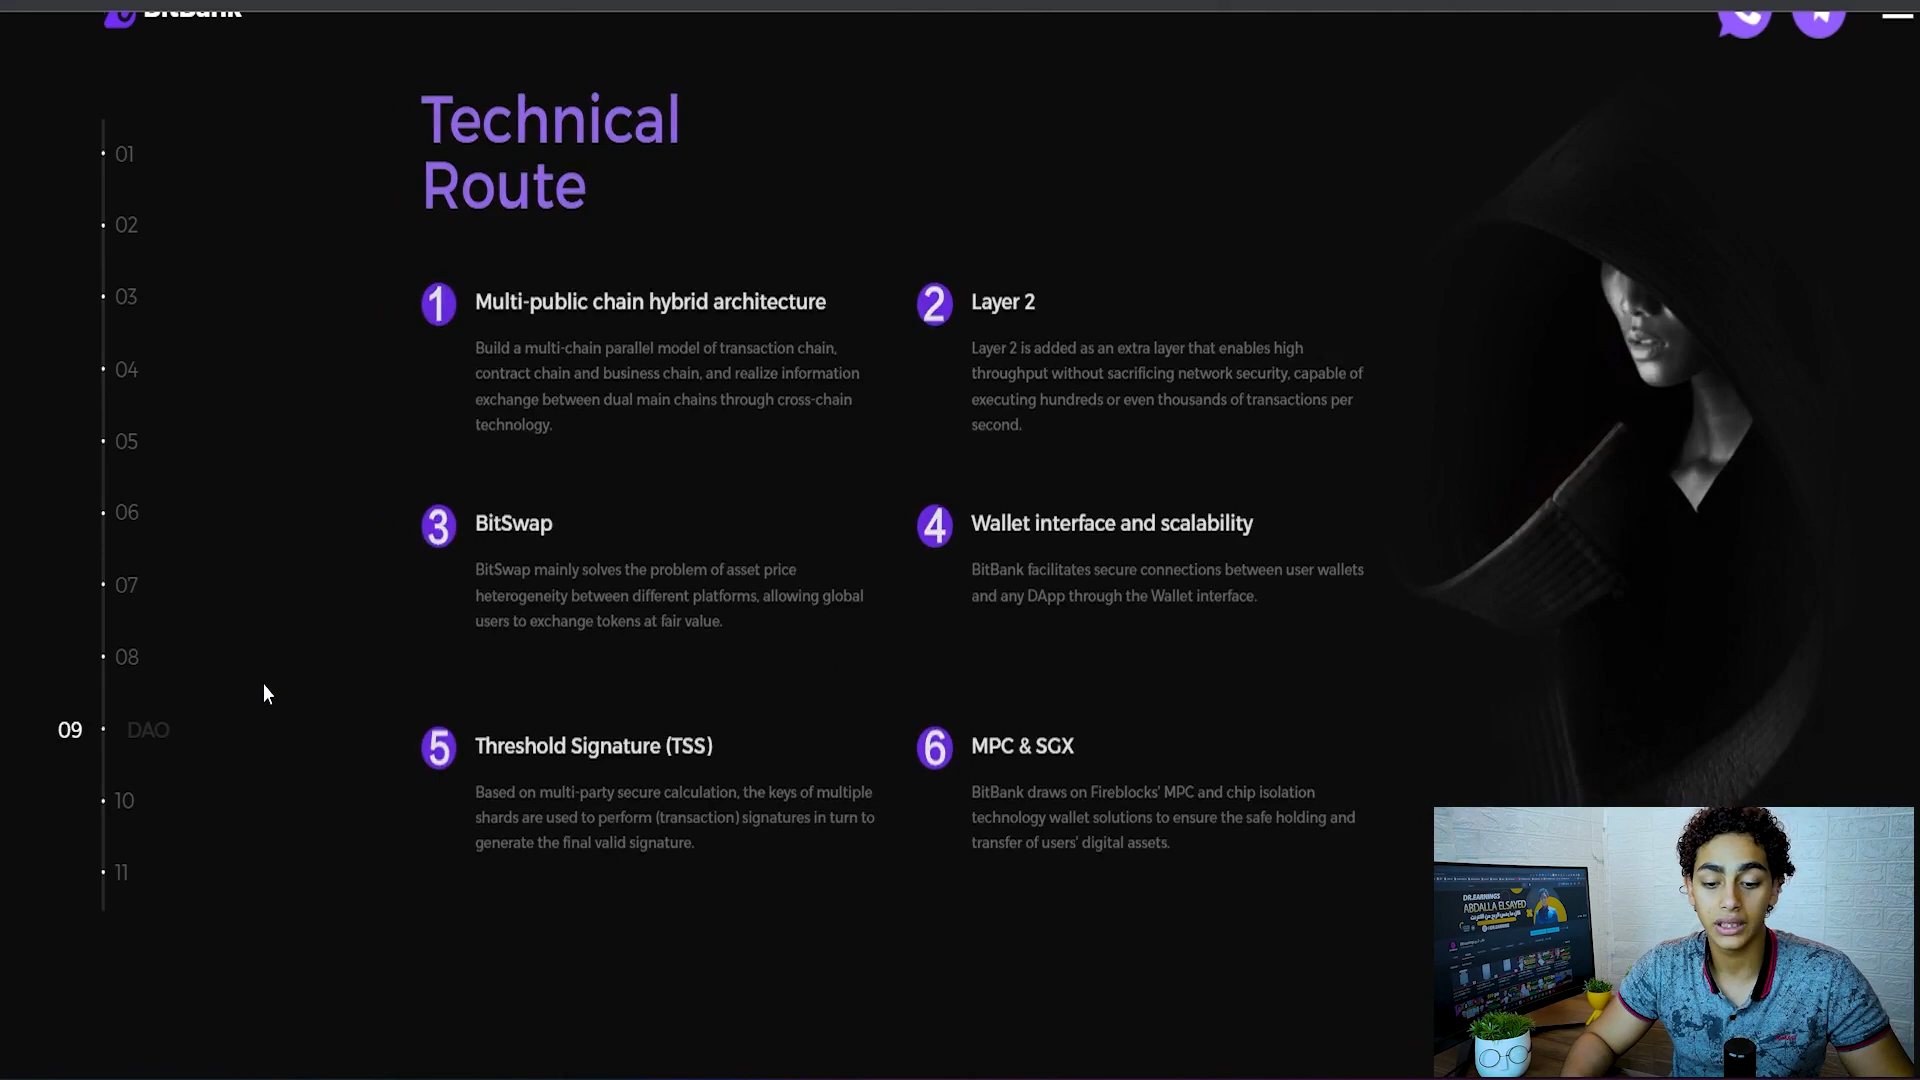 BitBank
Technical
Route
01
02
03
04
05
06
07
08
09 DAO
10
11
1 Multi-public chain hybrid architecture
Build a multi-chain parallel model of transaction chain,
contract chain and business chain, and realize information
exchange between dual main chains through cross-chain
technology.
2 Layer 2
Layer 2 is added as an extra layer that enables high
throughput without sacrificing network security, capable of
executing hundreds or even thousands of transactions per
second.
3 BitSwap
BitSwap mainly solves the problem of asset price
heterogeneity between different platforms, allowing global
users to exchange tokens at fair value.
4 Wallet interface and scalability
BitBank facilitates secure connections between user wallets
and any DApp through the Wallet interface.
5 Threshold Signature (TSS)
Based on multi-party secure calculation, the keys of multiple
shards are used to perform (transaction) signatures in turn to
generate the final valid signature.
6 MPC & SGX
BitBank draws on Fireblocks' MPC and chip isolation
technology wallet solutions to ensure the safe holding and
transfer of users' digital assets.
DR.EARNINGS
ABDALLA ELSAYED